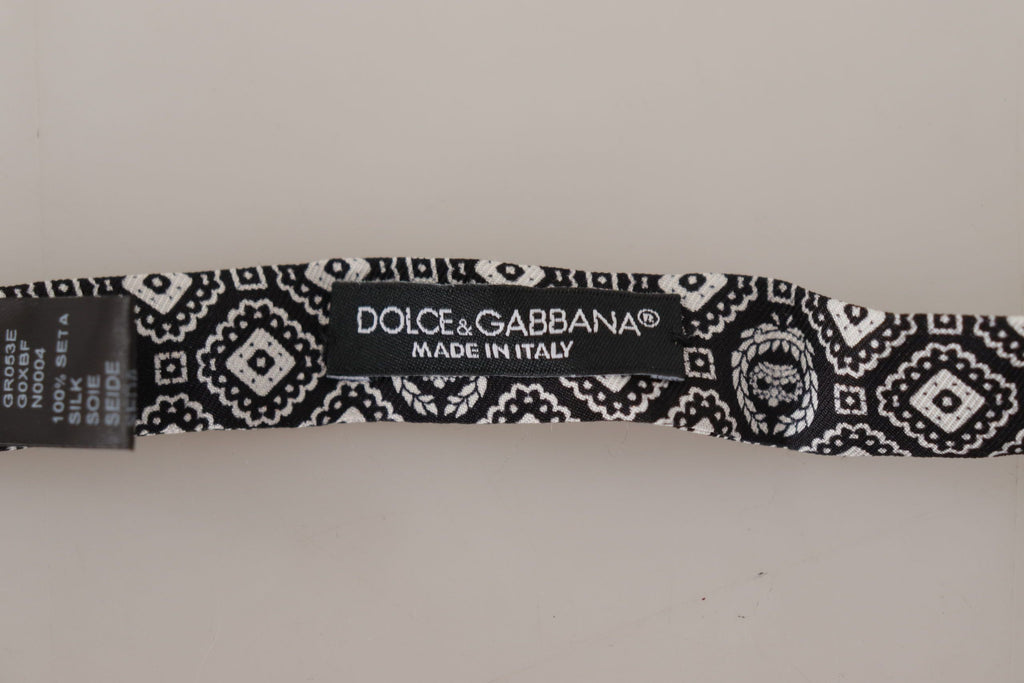 GR053E
G0XBF
N0004
100% SETA
SILK
SOIE
SEIDE
DOLCE&GABBANA®
MADE IN ITALY